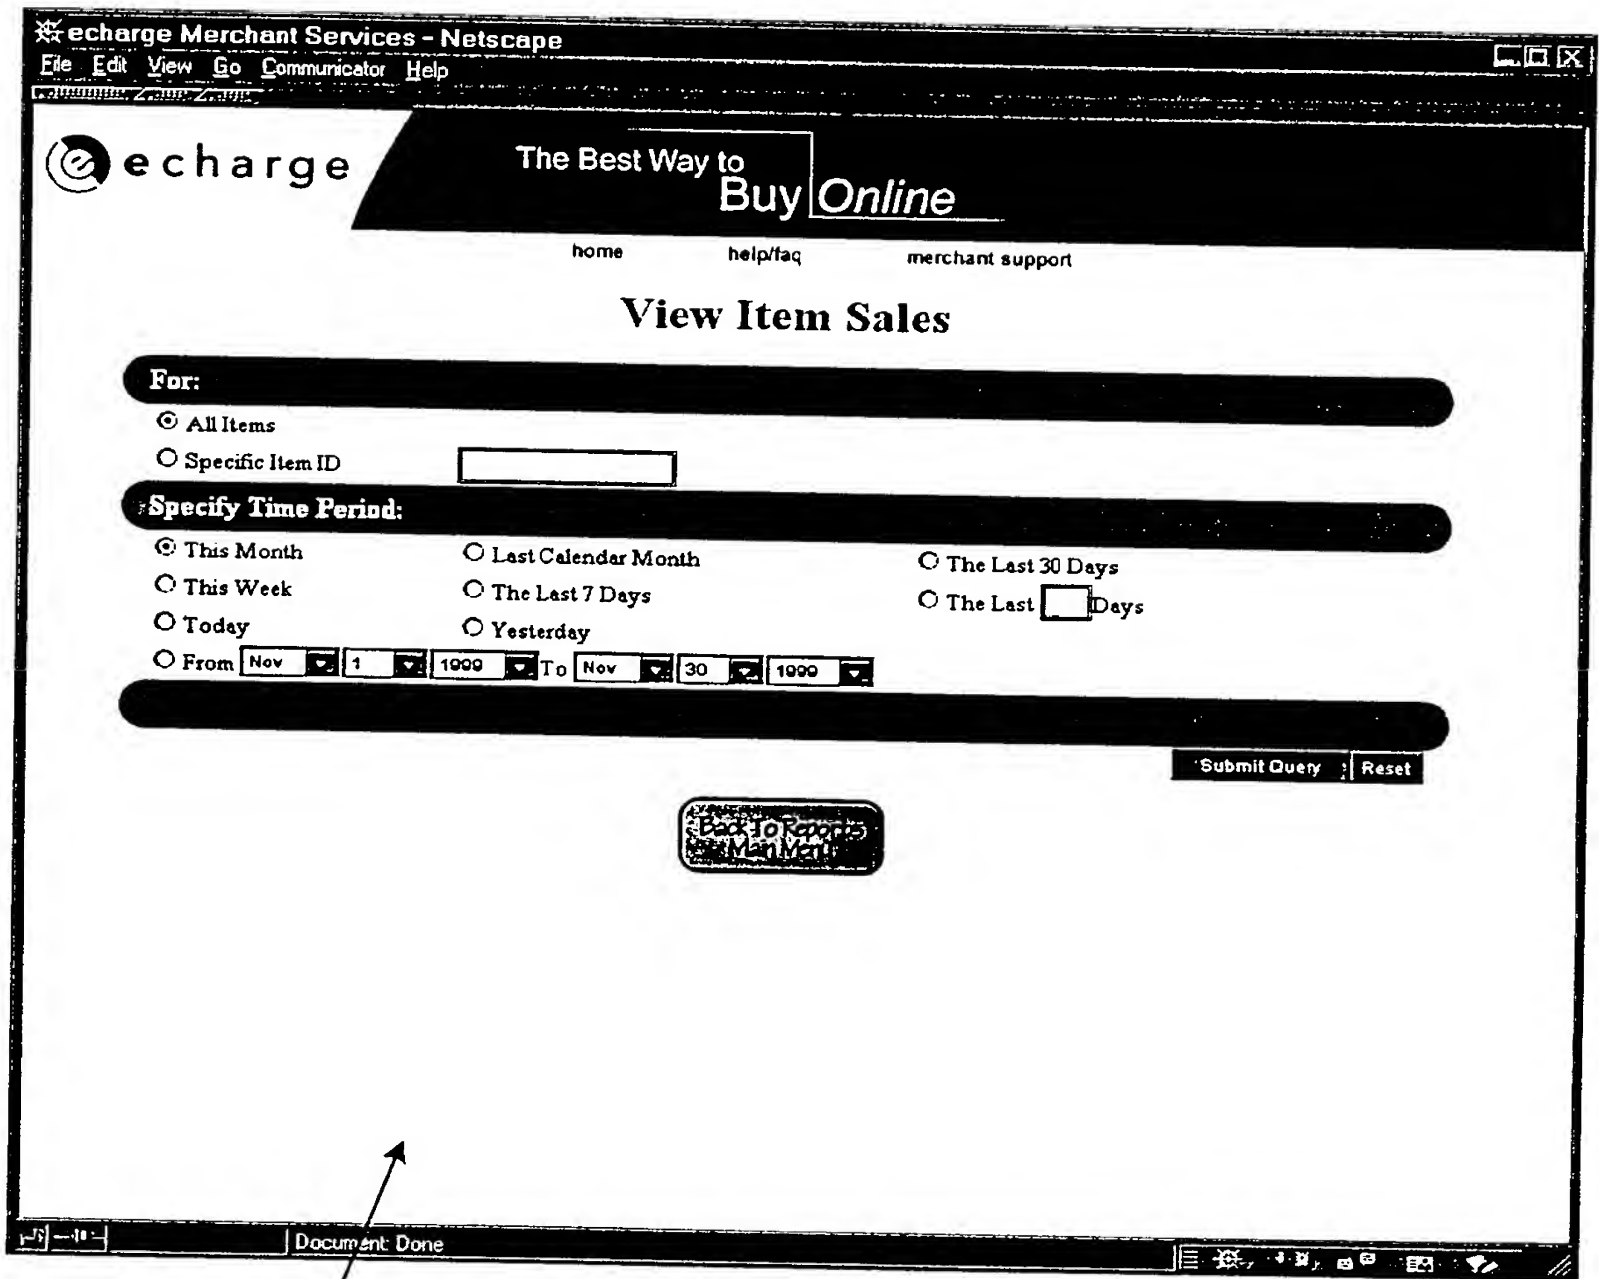 echarge Merchant Services - Netscape
File Edit View Go Communicator Help
echarge
The Best Way to
Buy Online
home help/faq merchant support
View Item Sales
For:
All Items
Specific Item ID
Specify Time Period:
This Month Last Calendar Month The Last 30 Days
This Week The Last 7 Days The Last Days
Today Yesterday
From Nov 1 1999 To Nov 30 1999
Submit Query Reset
Back To Reports
Main Menu
Document: Done